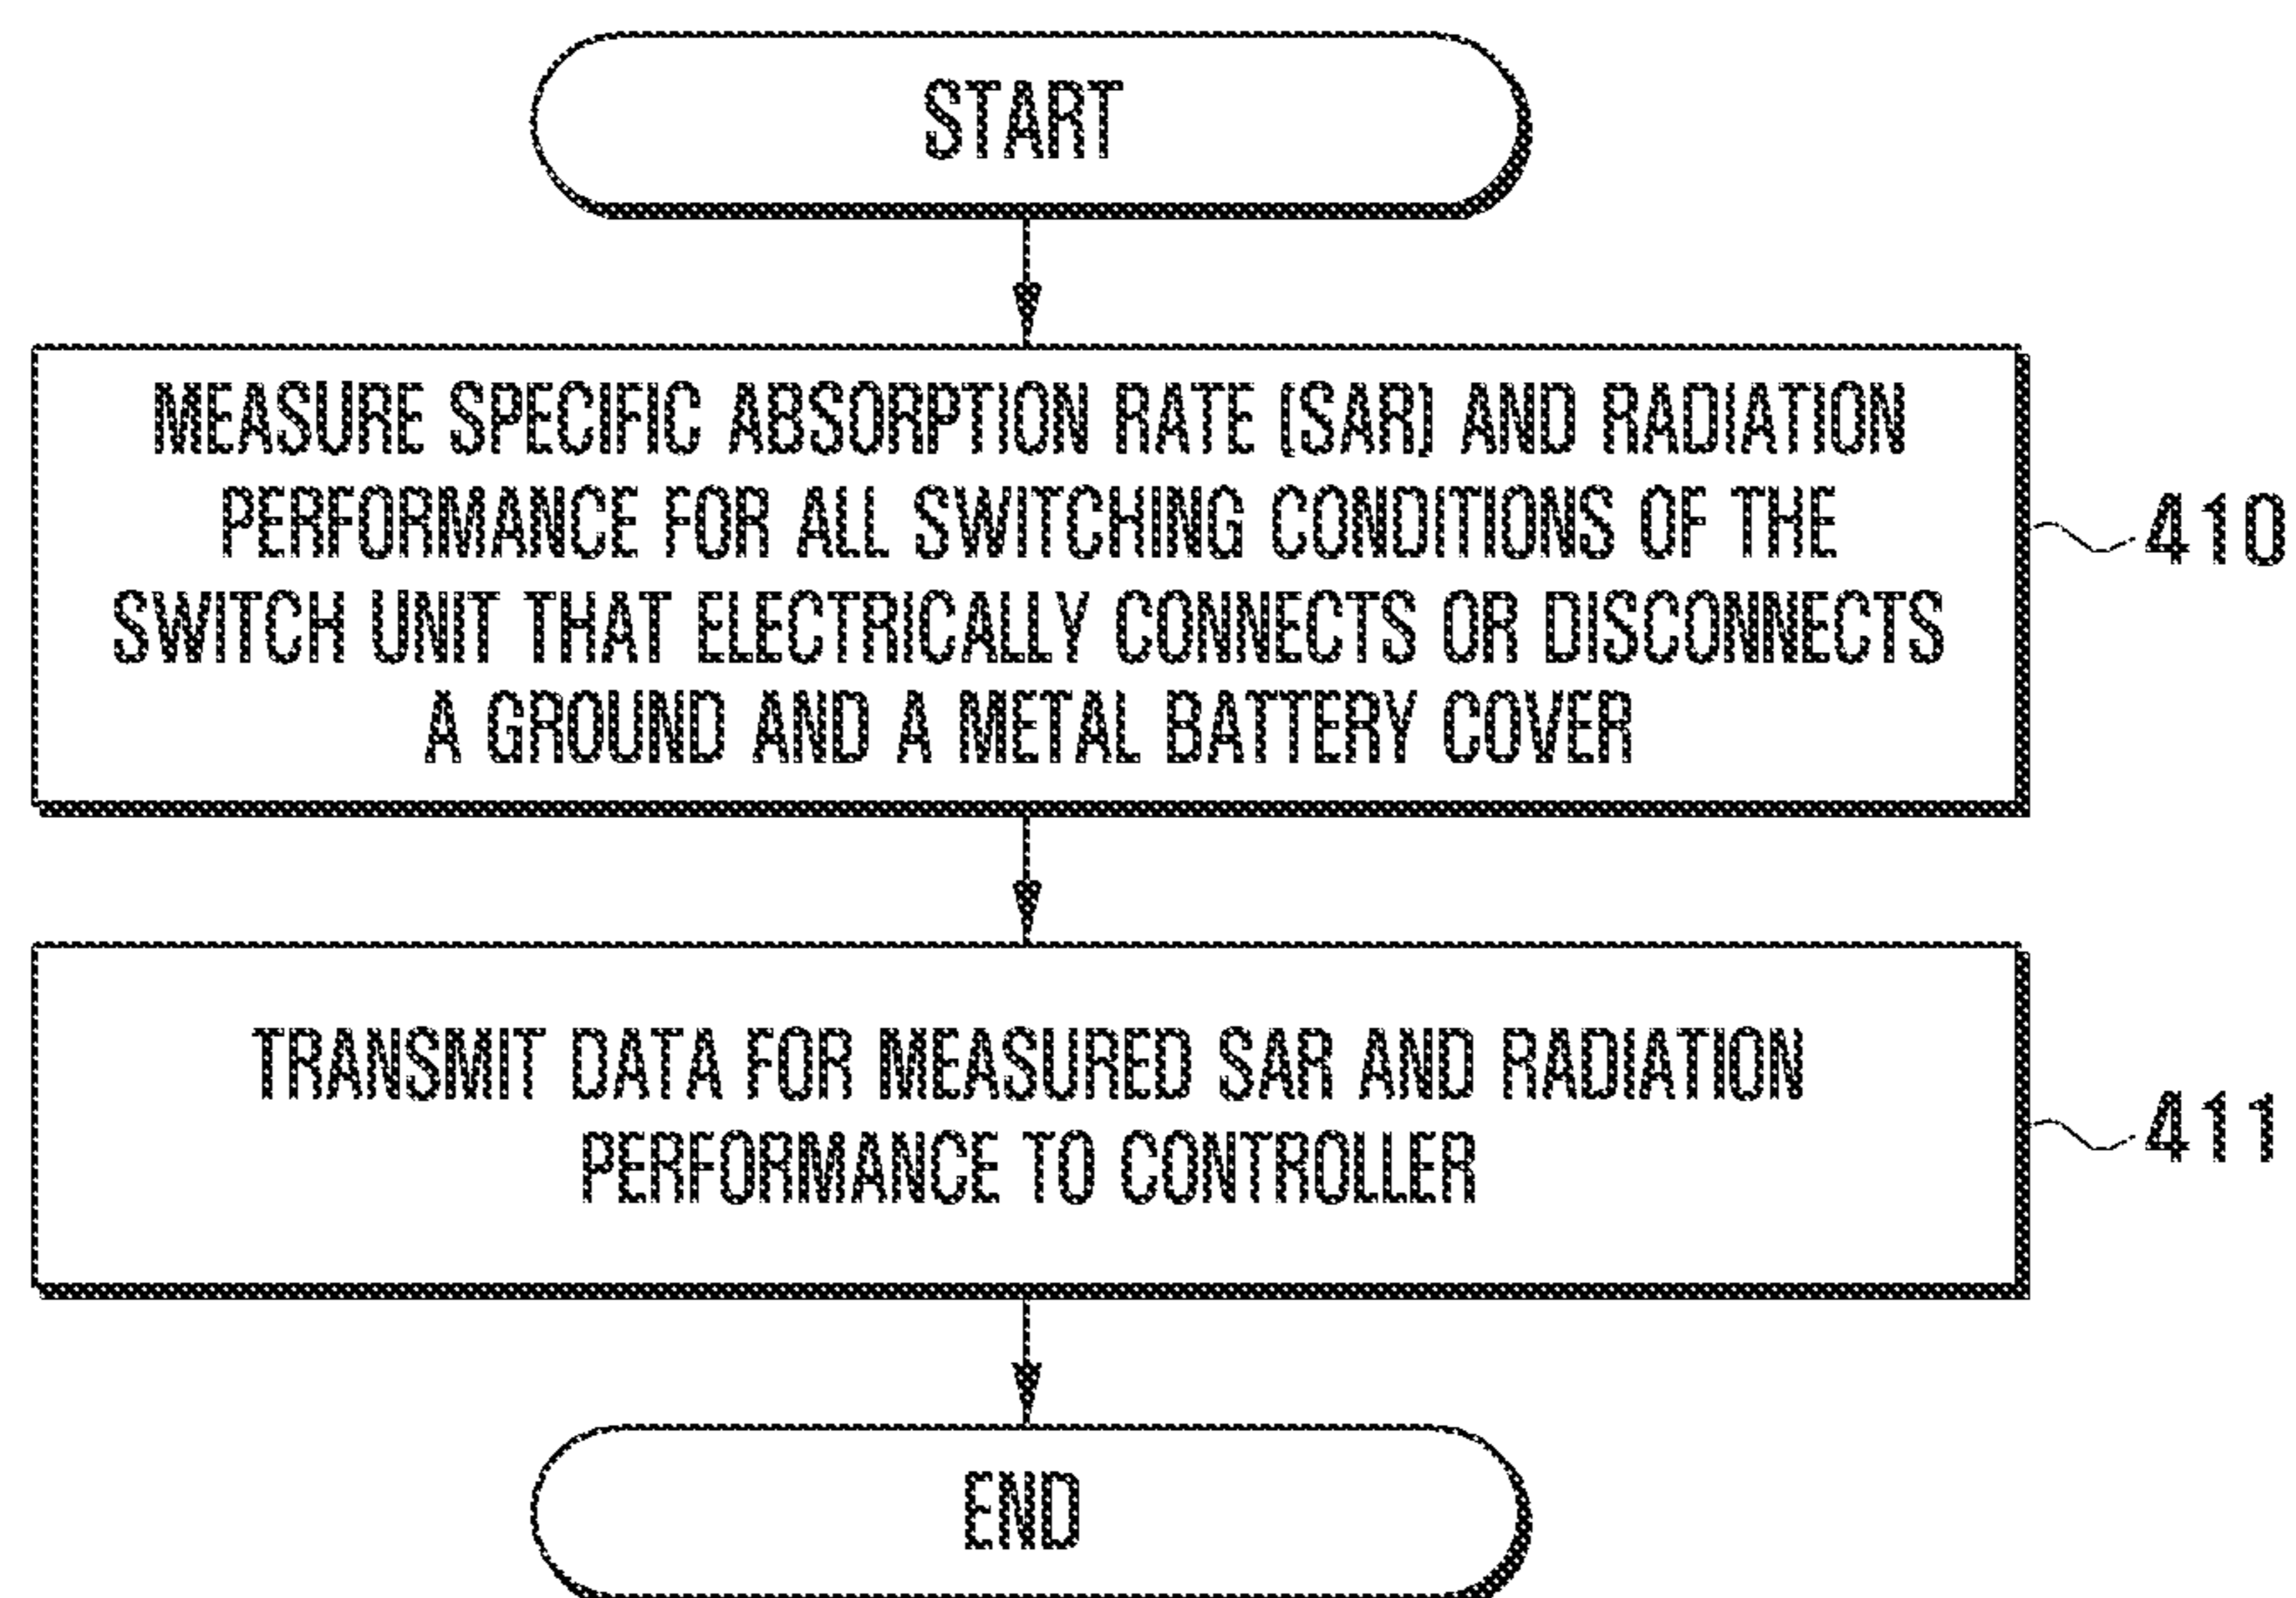 START
MEASURE SPECIFIC ABSORPTION RATE (SAR) AND RADIATION
PERFORMANCE FOR ALL SWITCHING CONDITIONS OF THE
SWITCH UNIT THAT ELECTRICALLY CONNECTS OR DISCONNECTS
A GROUND AND A METAL BATTERY COVER
410
TRANSMIT DATA FOR MEASURED SAR AND RADIATION
PERFORMANCE TO CONTROLLER
411
END